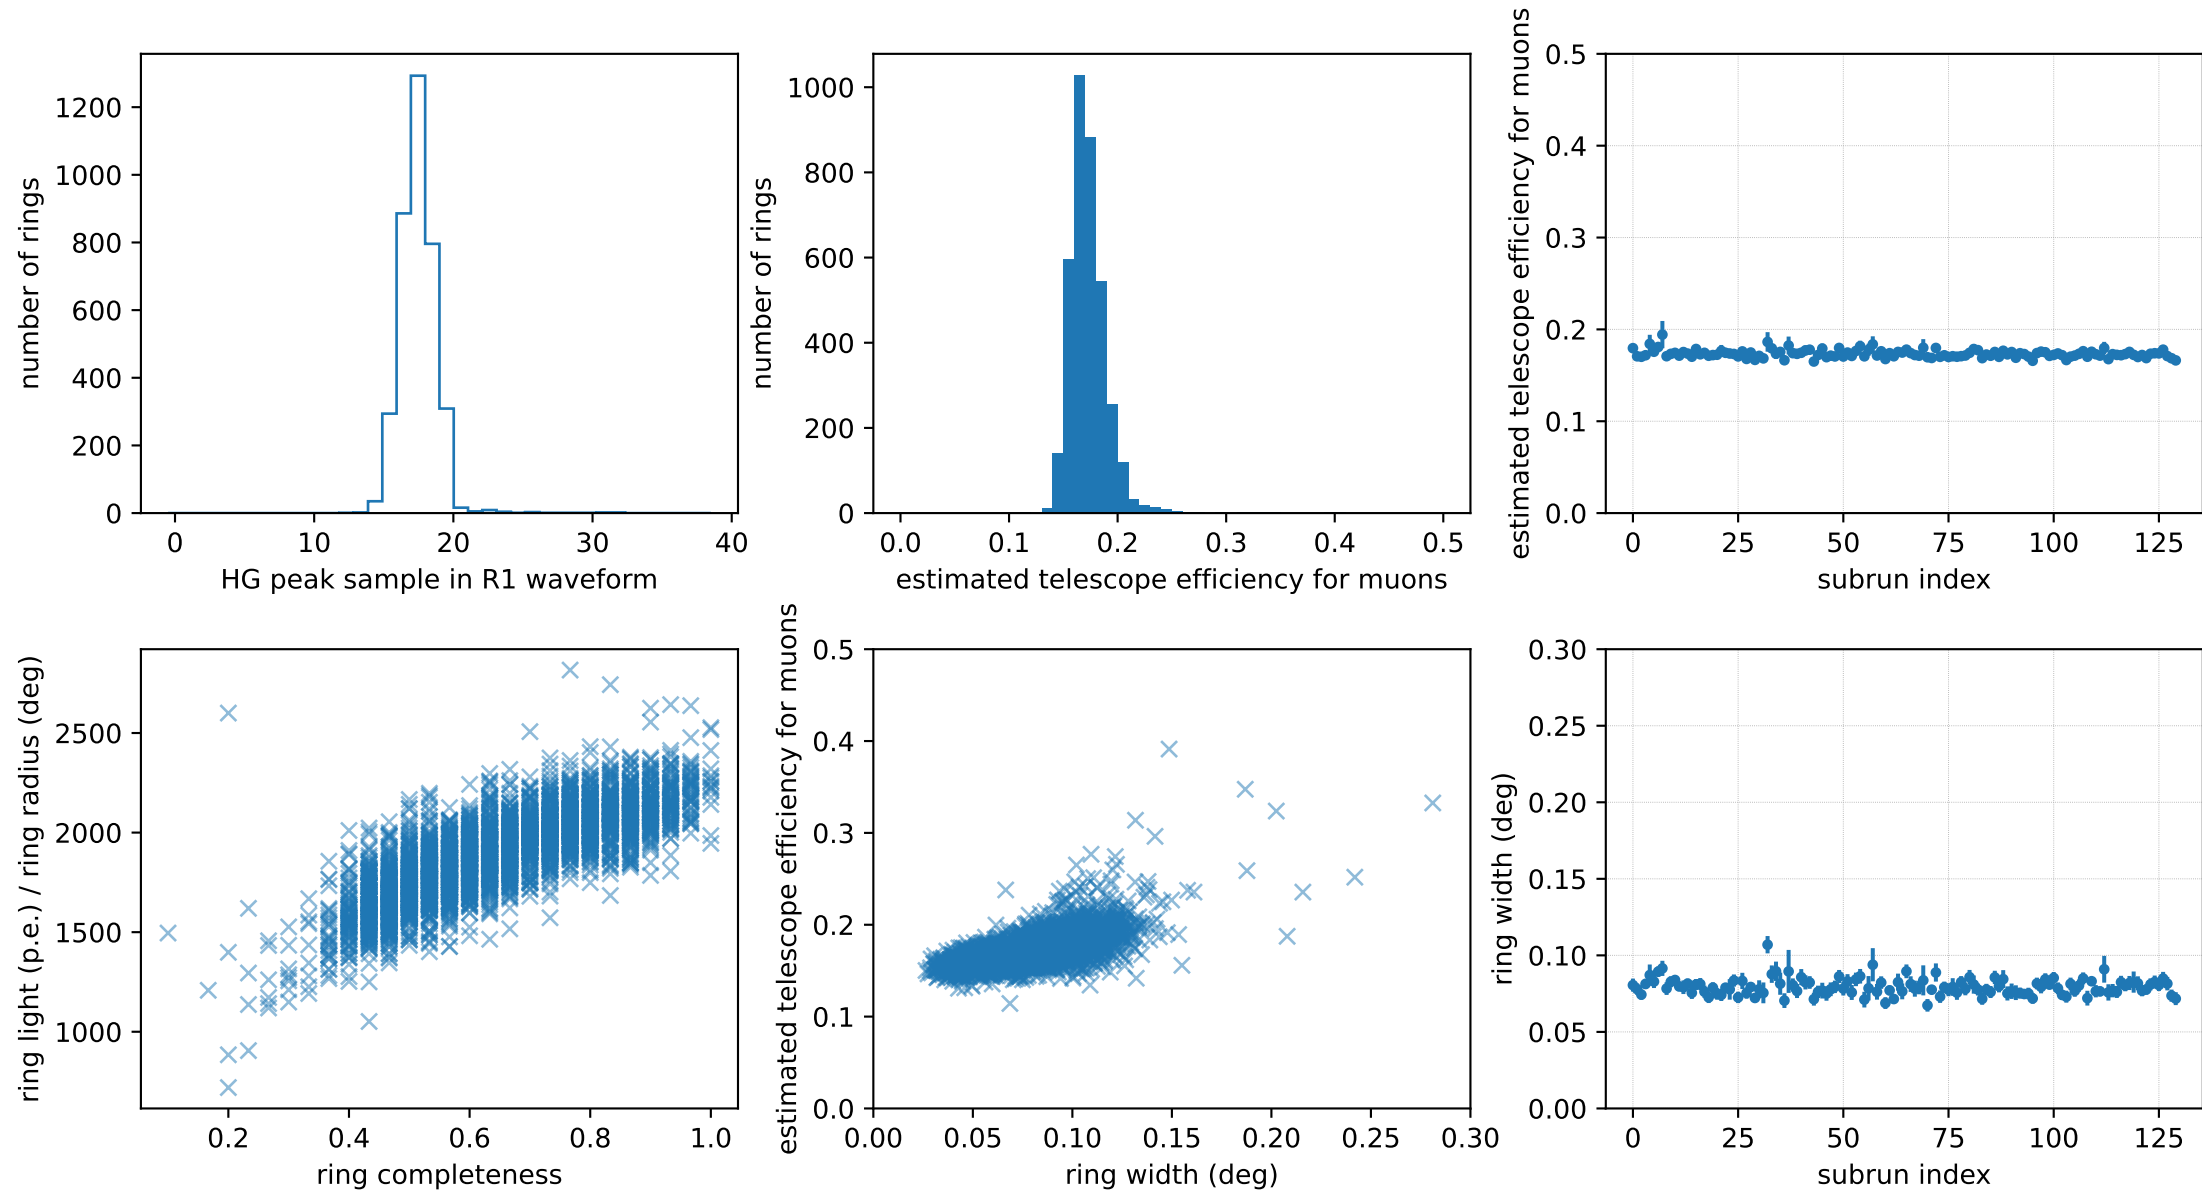 number of rings
1200
1000
800
600
400
200
0
0 10 20 30 40
HG peak sample in R1 waveform
number of rings
1000
800
600
400
200
0
0.0 0.1 0.2 0.3 0.4 0.5
estimated telescope efficiency for muons
estimated telescope efficiency for muons
0.5
0.4
0.3
0.2
0.1
0.0
0 25 50 75 100 125
subrun index
ring light (p.e.) / ring radius (deg)
2500
2000
1500
1000
0.2 0.4 0.6 0.8 1.0
ring completeness
estimated telescope efficiency for muons
0.5
0.4
0.3
0.2
0.1
0.0
0.00 0.05 0.10 0.15 0.20 0.25 0.30
ring width (deg)
ring width (deg)
0.30
0.25
0.20
0.15
0.10
0.05
0.00
0 25 50 75 100 125
subrun index